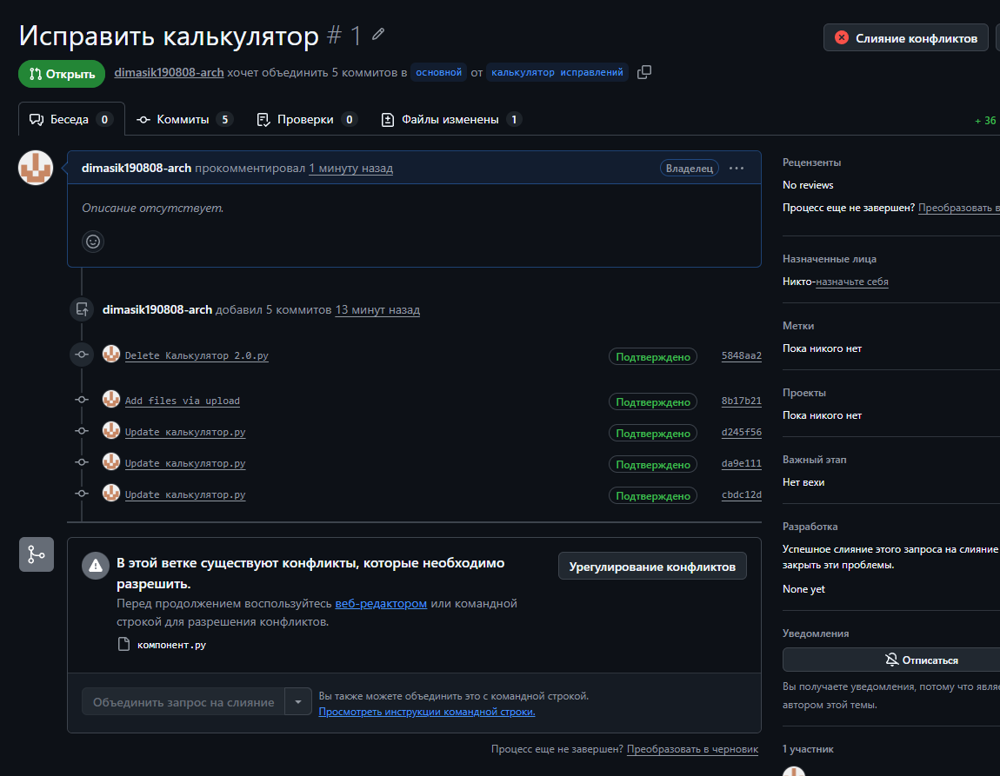 Исправить калькулятор # 1
Слияние конфликтов
Открыть
dimasik190808-arch хочет объединить 5 коммитов в основной от калькулятор исправлений
Беседа 0
Коммиты 5
Проверки 0
Файлы изменены 1
+ 36
dimasik190808-arch прокомментировал 1 минуту назад
Владелец
Описание отсутствует.
dimasik190808-arch добавил 5 коммитов 13 минут назад
Delete Калькулятор 2.0.py
Подтверждено
5848aa2
Add files via upload
Подтверждено
8b17b21
Update калькулятор.py
Подтверждено
d245f56
Update калькулятор.py
Подтверждено
da9e111
Update калькулятор.py
Подтверждено
cbdc12d
В этой ветке существуют конфликты, которые необходимо
разрешить.
Перед продолжением воспользуйтесь веб-редактором или командной
строкой для разрешения конфликтов.
компонент.py
Урегулирование конфликтов
Объединить запрос на слияние
Вы также можете объединить это с командной строкой.
Просмотреть инструкции командной строки.
Процесс еще не завершен? Преобразовать в черновик
Рецензенты
No reviews
Процесс еще не завершен? Преобразовать в
Назначенные лица
Никто-назначьте себя
Метки
Пока никого нет
Проекты
Пока никого нет
Важный этап
Нет вехи
Разработка
Успешное слияние этого запроса на слияние
закрыть эти проблемы.
None yet
Уведомления
Отписаться
Вы получаете уведомления, потому что явля
автором этой темы.
1 участник